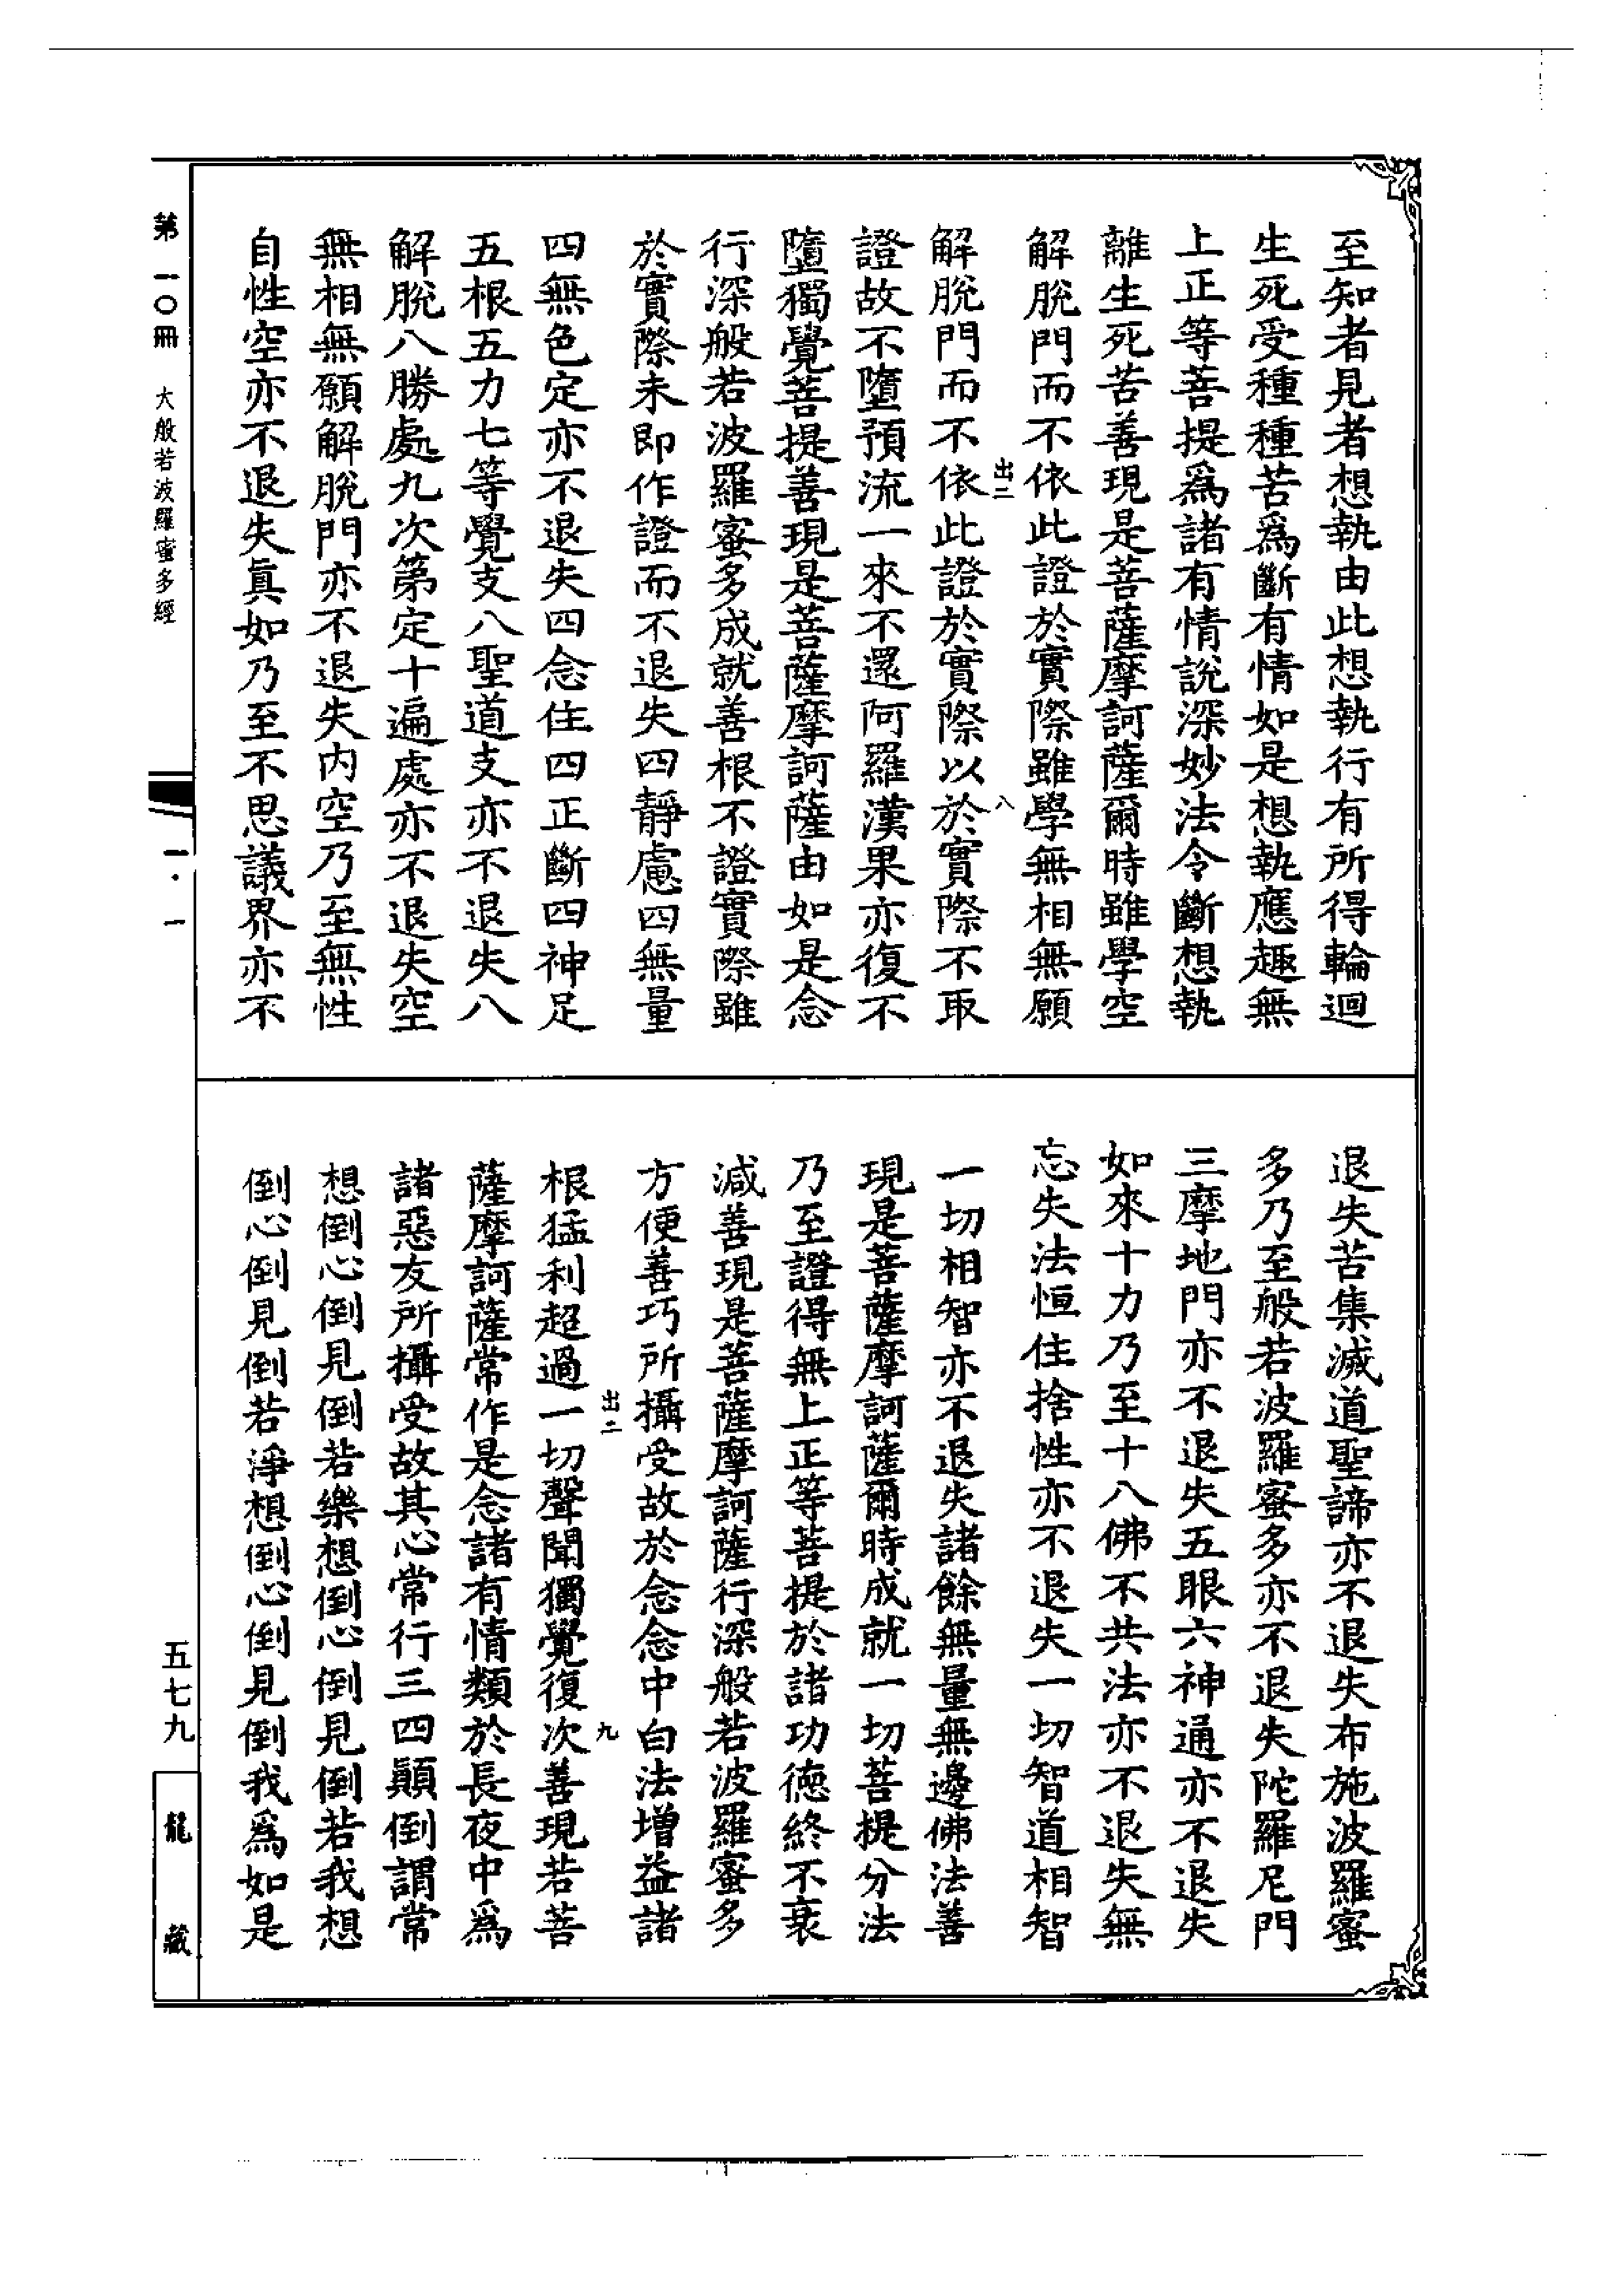 至知者見者想執由此想執行有所得輪迴
生死受種種苦爲斷有情如是想執應趣無
上正等菩提爲諸有情說深妙法令斷想執
離生死苦善現是菩薩摩訶薩爾時雖學空
解脫門而不依此證於實際雖學無相無願
出二 八
解脫門而不依此證於實際以於實際不取
證故不墮預流一來不還阿羅漢果亦復不
墮獨覺菩提善現是菩薩摩訶薩由如是念
行深般若波羅蜜多成就善根不證實際雖
於實際未即作證而不退失四靜慮四無量
四無色定亦不退失四念住四正斷四神足
五根五力七等覺支八聖道支亦不退失八
解脫八勝處九次第定十遍處亦不退失空
無相無願解脫門亦不退失內空乃至無性
自性空亦不退失真如乃至不思議界亦不
退失苦集滅道聖諦亦不退失布施波羅蜜
多乃至般若波羅蜜多亦不退失陀羅尼門
三摩地門亦不退失五眼六神通亦不退失
如來十力乃至十八佛不共法亦不退失無
忘失法恒住捨性亦不退失一切智道相智
一切相智亦不退失諸餘無量無邊佛法善
現是菩薩摩訶薩爾時成就一切菩提分法
乃至證得無上正等菩提於諸功德終不衰
減善現是菩薩摩訶薩行深般若波羅蜜多
方便善巧所攝受故於念念中白法增益諸
出二 九
根猛利超過一切聲聞獨覺復次善現若菩
薩摩訶薩常作是念諸有情類於長夜中爲
諸惡友所攝受故其心常行三四顛倒謂常
想倒心倒見倒若樂想倒心倒見倒若我想
倒心倒見倒若淨想倒心倒見倒我爲如是
第一〇冊 大般若波羅蜜多經 一·一 五七九 龍藏